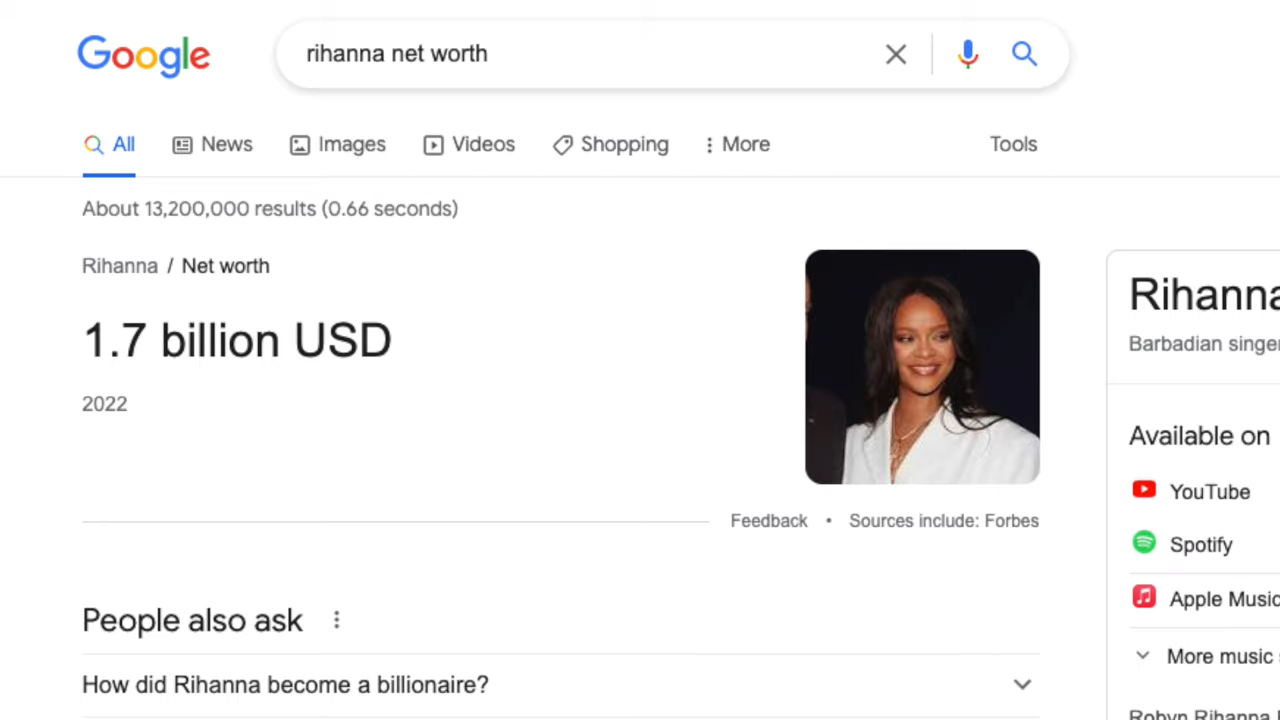 Google
rihanna net worth
All News Images Videos Shopping More Tools
About 13,200,000 results (0.66 seconds)
Rihanna / Net worth
1.7 billion USD
2022
Feedback • Sources include: Forbes
People also ask
How did Rihanna become a billionaire?
Rihanna
Barbadian singer
Available on
YouTube
Spotify
Apple Music
More music s
Robyn Rihanna